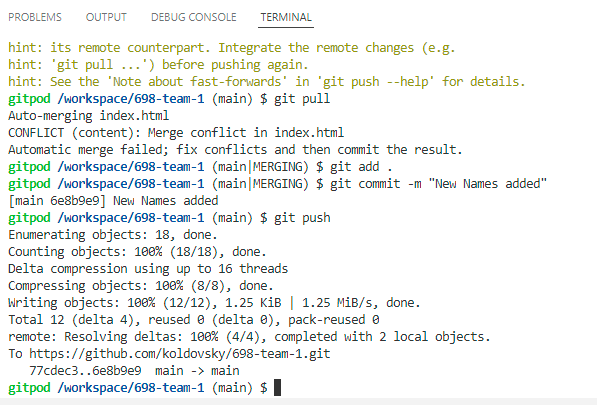 PROBLEMS OUTPUT DEBUG CONSOLE TERMINAL
hint: its remote counterpart. Integrate the remote changes (e.g.
hint: 'git pull ...') before pushing again.
hint: See the 'Note about fast-forwards' in 'git push --help' for details.
gitpod /workspace/698-team-1 (main) $ git pull
Auto-merging index.html
CONFLICT (content): Merge conflict in index.html
Automatic merge failed; fix conflicts and then commit the result.
gitpod /workspace/698-team-1 (main|MERGING) $ git add .
gitpod /workspace/698-team-1 (main|MERGING) $ git commit -m "New Names added"
[main 6e8b9e9] New Names added
gitpod /workspace/698-team-1 (main) $ git push
Enumerating objects: 18, done.
Counting objects: 100% (18/18), done.
Delta compression using up to 16 threads
Compressing objects: 100% (8/8), done.
Writing objects: 100% (12/12), 1.25 KiB | 1.25 MiB/s, done.
Total 12 (delta 4), reused 0 (delta 0), pack-reused 0
remote: Resolving deltas: 100% (4/4), completed with 2 local objects.
To https://github.com/koldovsky/698-team-1.git
   77cdec3..6e8b9e9  main -> main
gitpod /workspace/698-team-1 (main) $